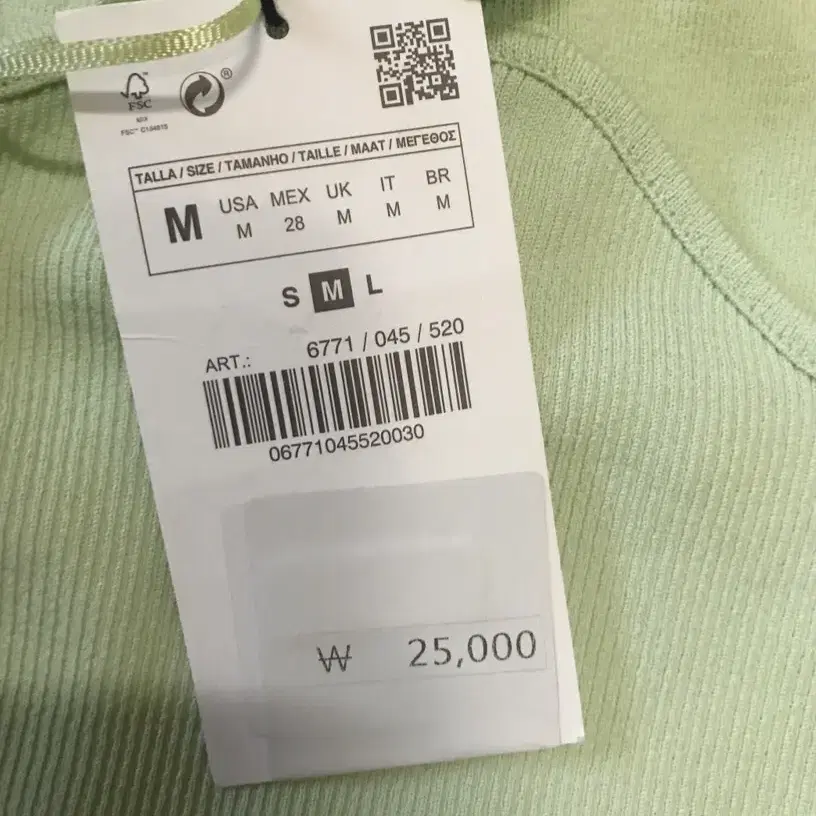 FSC
MIX
®
TALLA / SIZE / TAMANHO / TAILLE / MAAT / ΜΕΓΕΘΟΣ
M USA MEX UK IT BR
M 28 M M M
S M L
ART.: 6771 / 045 / 520
06771045520030
₩ 25,000